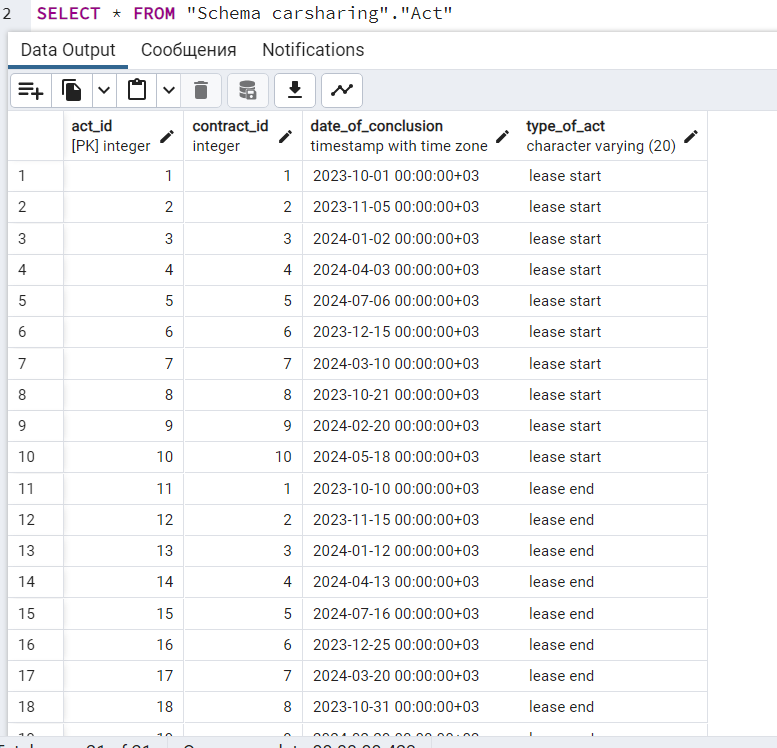 2 SELECT * FROM "Schema carsharing"."Act"
Data Output Сообщения Notifications
act_id contract_id date_of_conclusion type_of_act
[PK] integer integer timestamp with time zone character varying (20)
1 1 1 2023-10-01 00:00:00+03 lease start
2 2 2 2023-11-05 00:00:00+03 lease start
3 3 3 2024-01-02 00:00:00+03 lease start
4 4 4 2024-04-03 00:00:00+03 lease start
5 5 5 2024-07-06 00:00:00+03 lease start
6 6 6 2023-12-15 00:00:00+03 lease start
7 7 7 2024-03-10 00:00:00+03 lease start
8 8 8 2023-10-21 00:00:00+03 lease start
9 9 9 2024-02-20 00:00:00+03 lease start
10 10 10 2024-05-18 00:00:00+03 lease start
11 11 1 2023-10-10 00:00:00+03 lease end
12 12 2 2023-11-15 00:00:00+03 lease end
13 13 3 2024-01-12 00:00:00+03 lease end
14 14 4 2024-04-13 00:00:00+03 lease end
15 15 5 2024-07-16 00:00:00+03 lease end
16 16 6 2023-12-25 00:00:00+03 lease end
17 17 7 2024-03-20 00:00:00+03 lease end
18 18 8 2023-10-31 00:00:00+03 lease end